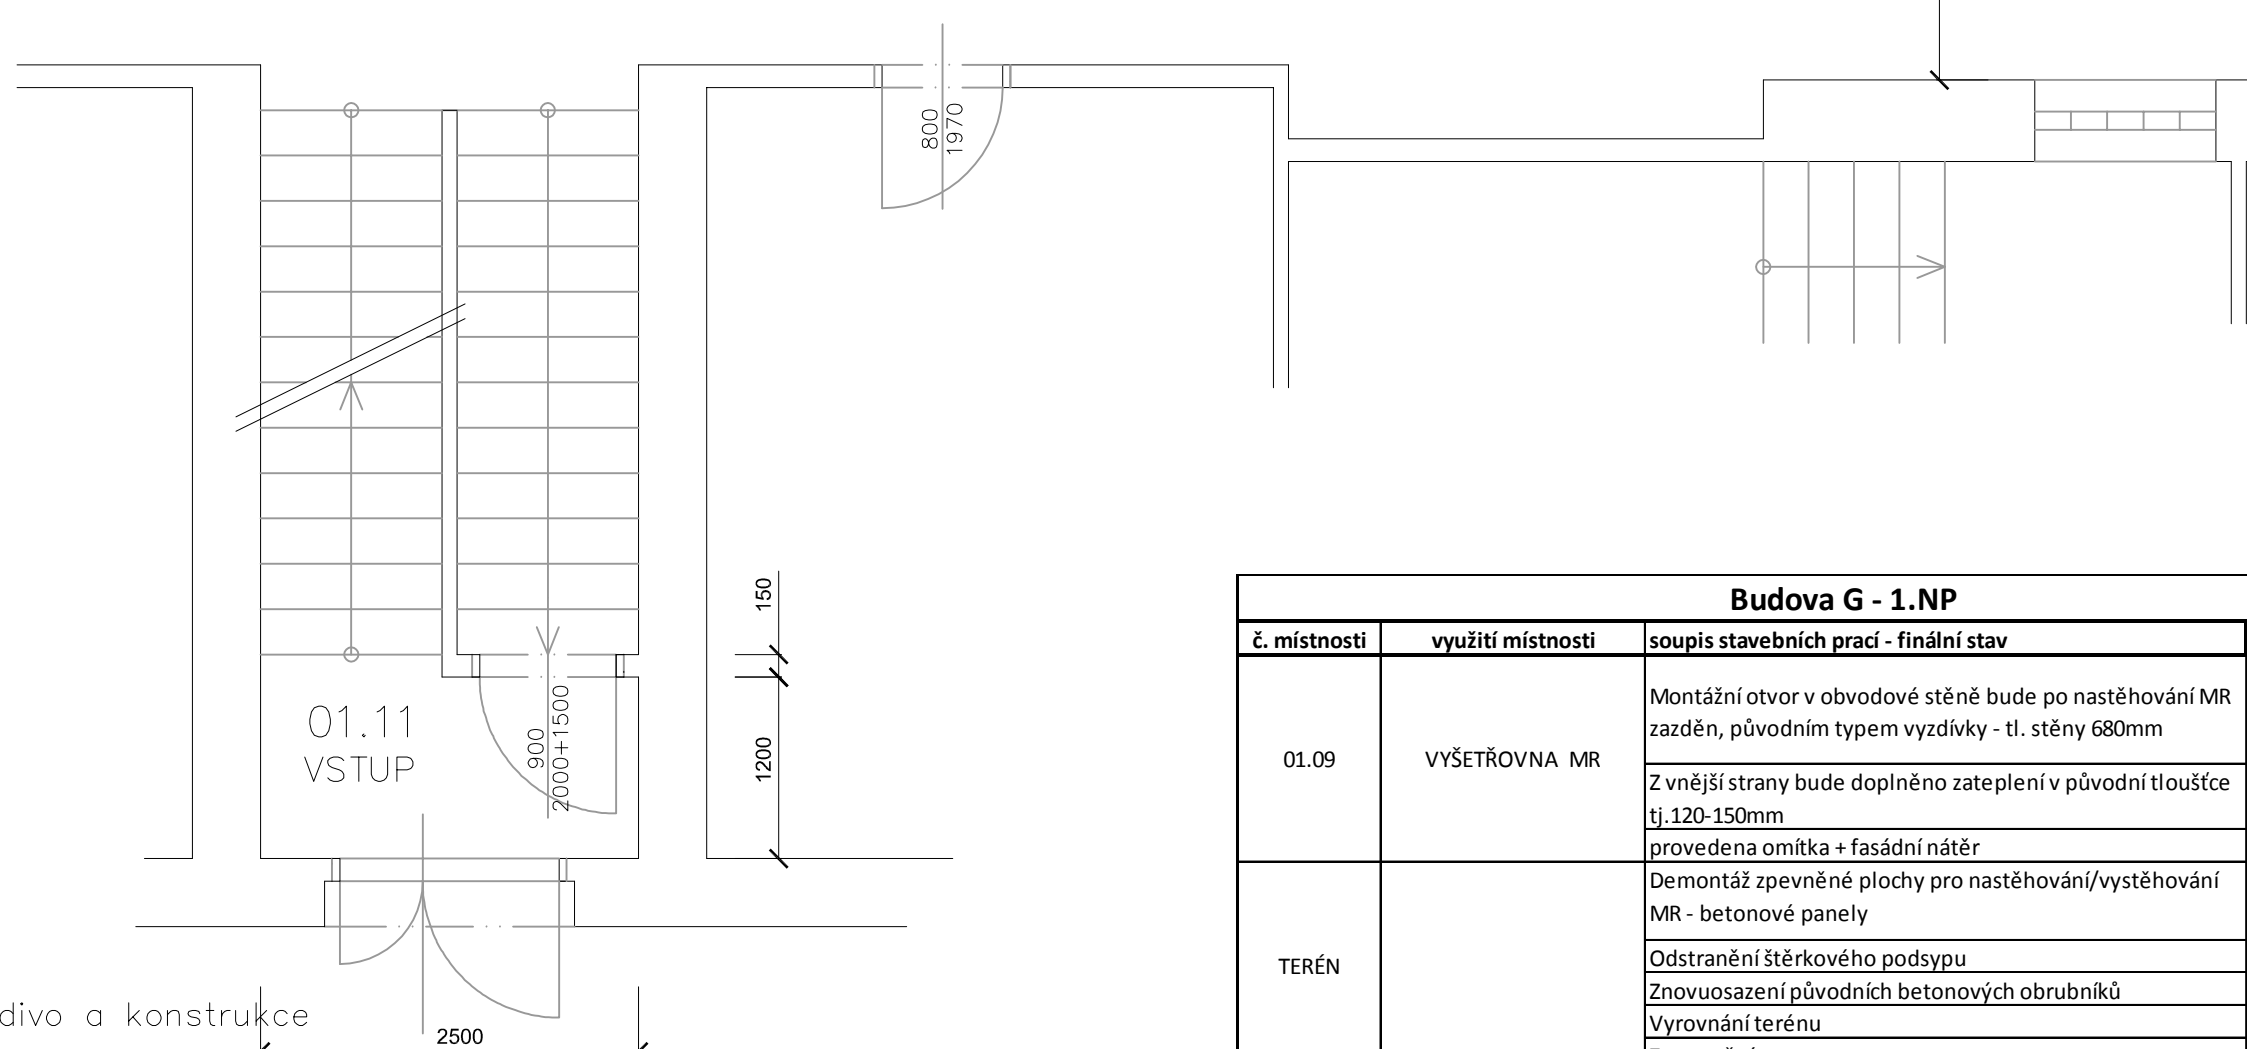 800
1970
150
1200
900
2000+1500
01.11
VSTUP
a konstrukce
2500
Budova G - 1.NP
č. místnosti
využití místnosti
soupis stavebních prací - finální stav
01.09
VYŠETŘOVNA MR
Montážní otvor v obvodové stěně bude po nastěhování MR
zazděn, původním typem vyzdívky - tl. stěny 680mm
Z vnější strany bude doplněno zateplení v původní tloušťce
tj.120-150mm
provedena omítka + fasádní nátěr
TERÉN
Demontáž zpevněné plochy pro nastěhování/vystěhování
MR - betonové panely
Odstranění štěrkového podsypu
Znovuosazení původních betonových obrubníků
Vyrovnání terénu